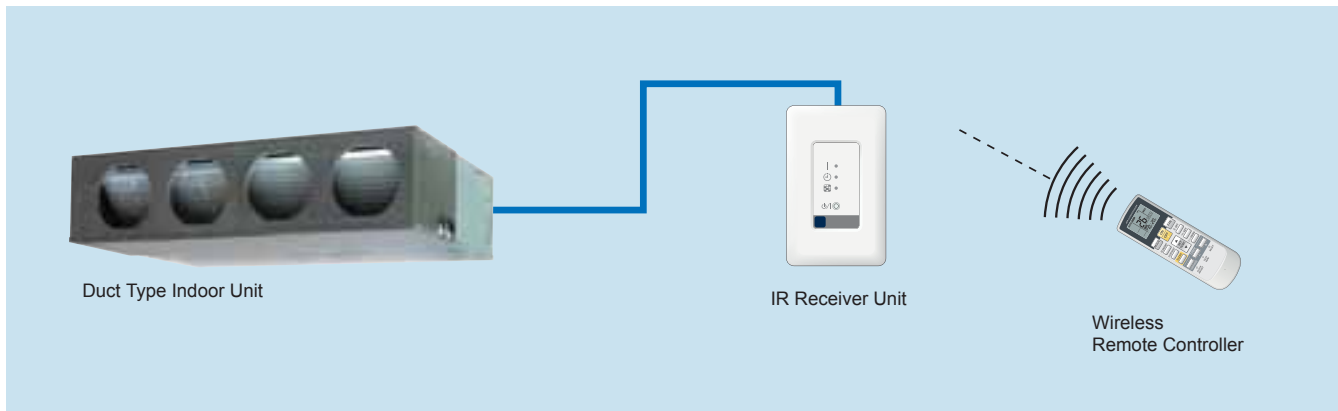 Duct Type Indoor Unit
IR Receiver Unit
Wireless
Remote Controller